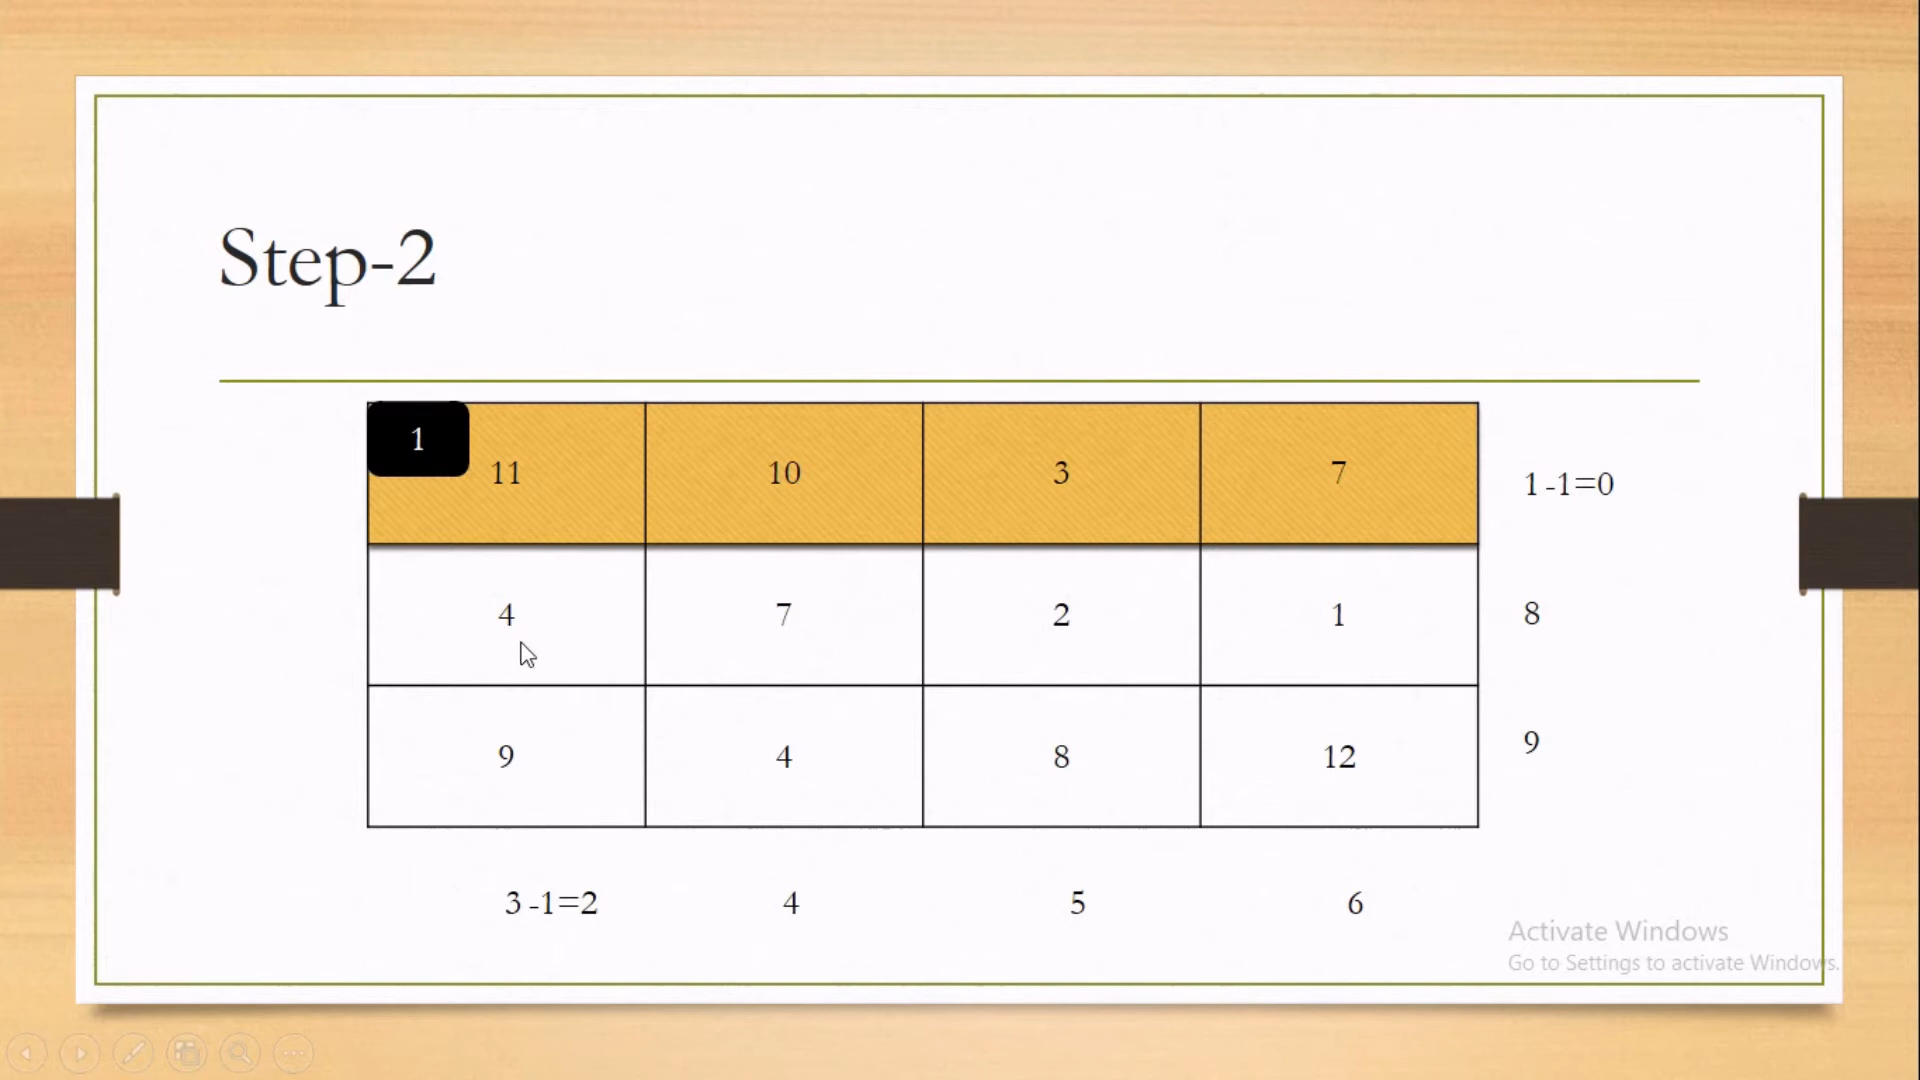 Step-2
1
11 10 3 7 1 -1=0
4 7 2 1 8
9 4 8 12 9
3 -1=2 4 5 6
Activate Windows
Go to Settings to activate Windows.